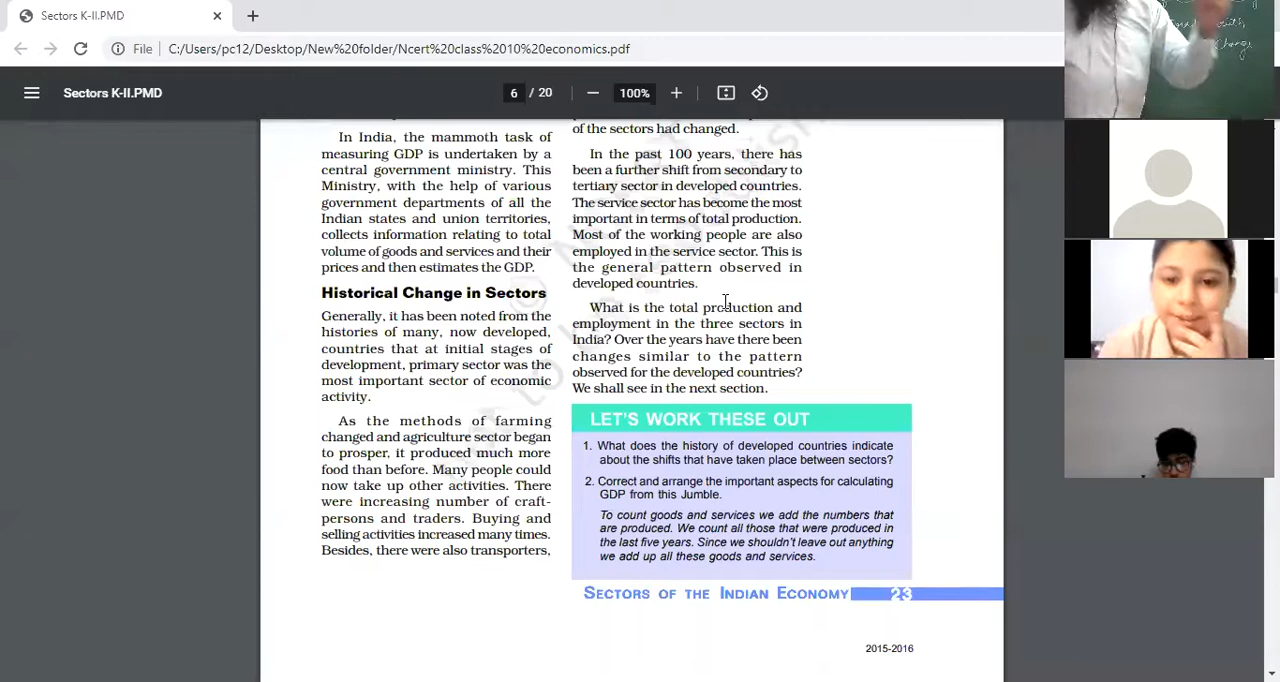 Sectors K-II.PMD
File
C:/Users/pc12/Desktop/New%20folder/Ncert%20class%2010%20economics.pdf
Sectors K-II.PMD
6 / 20
100%
In India, the mammoth task of
measuring GDP is undertaken by a
central government ministry. This
Ministry, with the help of various
government departments of all the
Indian states and union territories,
collects information relating to total
volume of goods and services and their
prices and then estimates the GDP.
Historical Change in Sectors
Generally, it has been noted from the
histories of many, now developed,
countries that at initial stages of
development, primary sector was the
most important sector of economic
activity.
As the methods of farming
changed and agriculture sector began
to prosper, it produced much more
food than before. Many people could
now take up other activities. There
were increasing number of craft-
persons and traders. Buying and
selling activities increased many times.
Besides, there were also transporters,
of the sectors had changed.
In the past 100 years, there has
been a further shift from secondary to
tertiary sector in developed countries.
The service sector has become the most
important in terms of total production.
Most of the working people are also
employed in the service sector. This is
the general pattern observed in
developed countries.
What is the total production and
employment in the three sectors in
India? Over the years have there been
changes similar to the pattern
observed for the developed countries?
We shall see in the next section.
LET'S WORK THESE OUT
1. What does the history of developed countries indicate
about the shifts that have taken place between sectors?
2. Correct and arrange the important aspects for calculating
GDP from this Jumble.
To count goods and services we add the numbers that
are produced. We count all those that were produced in
the last five years. Since we shouldn't leave out anything
we add up all these goods and services.
SECTORS OF THE INDIAN ECONOMY 23
2015-2016
with
Change